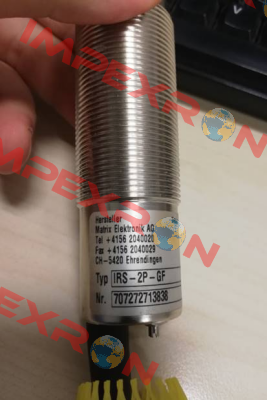 IMPEXRON
IMPEXRON
Hersteller
Matrix Elektronik AG
Tel +4156 2040020
Fax +4156 2040029
CH-5420 Ehrendingen
Typ IRS-2P-GF
Nr. 707272713838